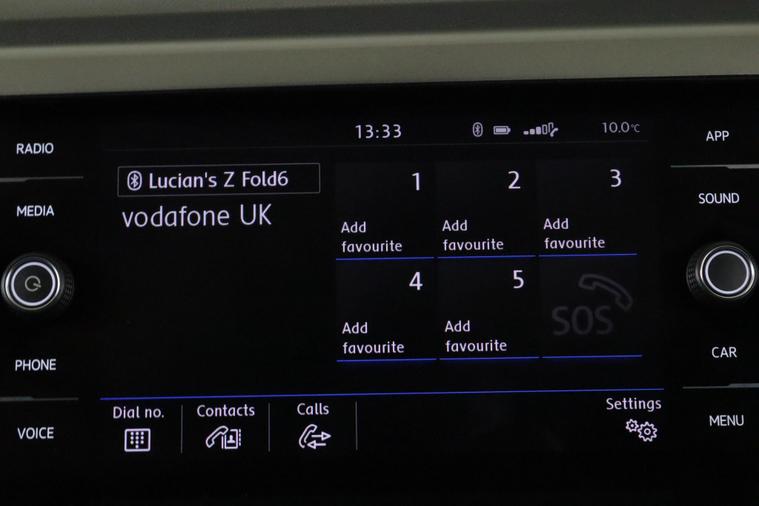 13:33
10.0°C
RADIO
MEDIA
PHONE
VOICE
Lucian's Z Fold6
vodafone UK
1
2
3
Add
favourite
Add
favourite
Add
favourite
4
5
SOS
Add
favourite
Add
favourite
Dial no.
Contacts
Calls
Settings
APP
SOUND
CAR
MENU